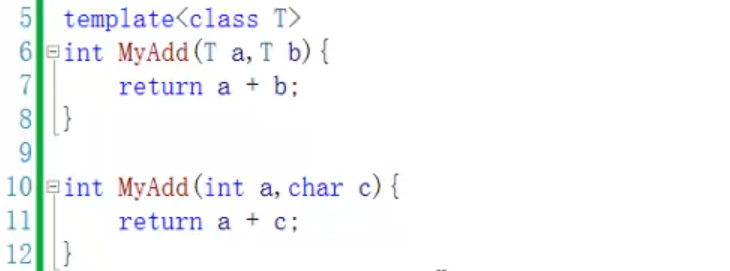 5 template<class T>
6 int MyAdd(T a,T b){
7 return a + b;
8 }
9
10 int MyAdd(int a,char c){
11 return a + c;
12 }